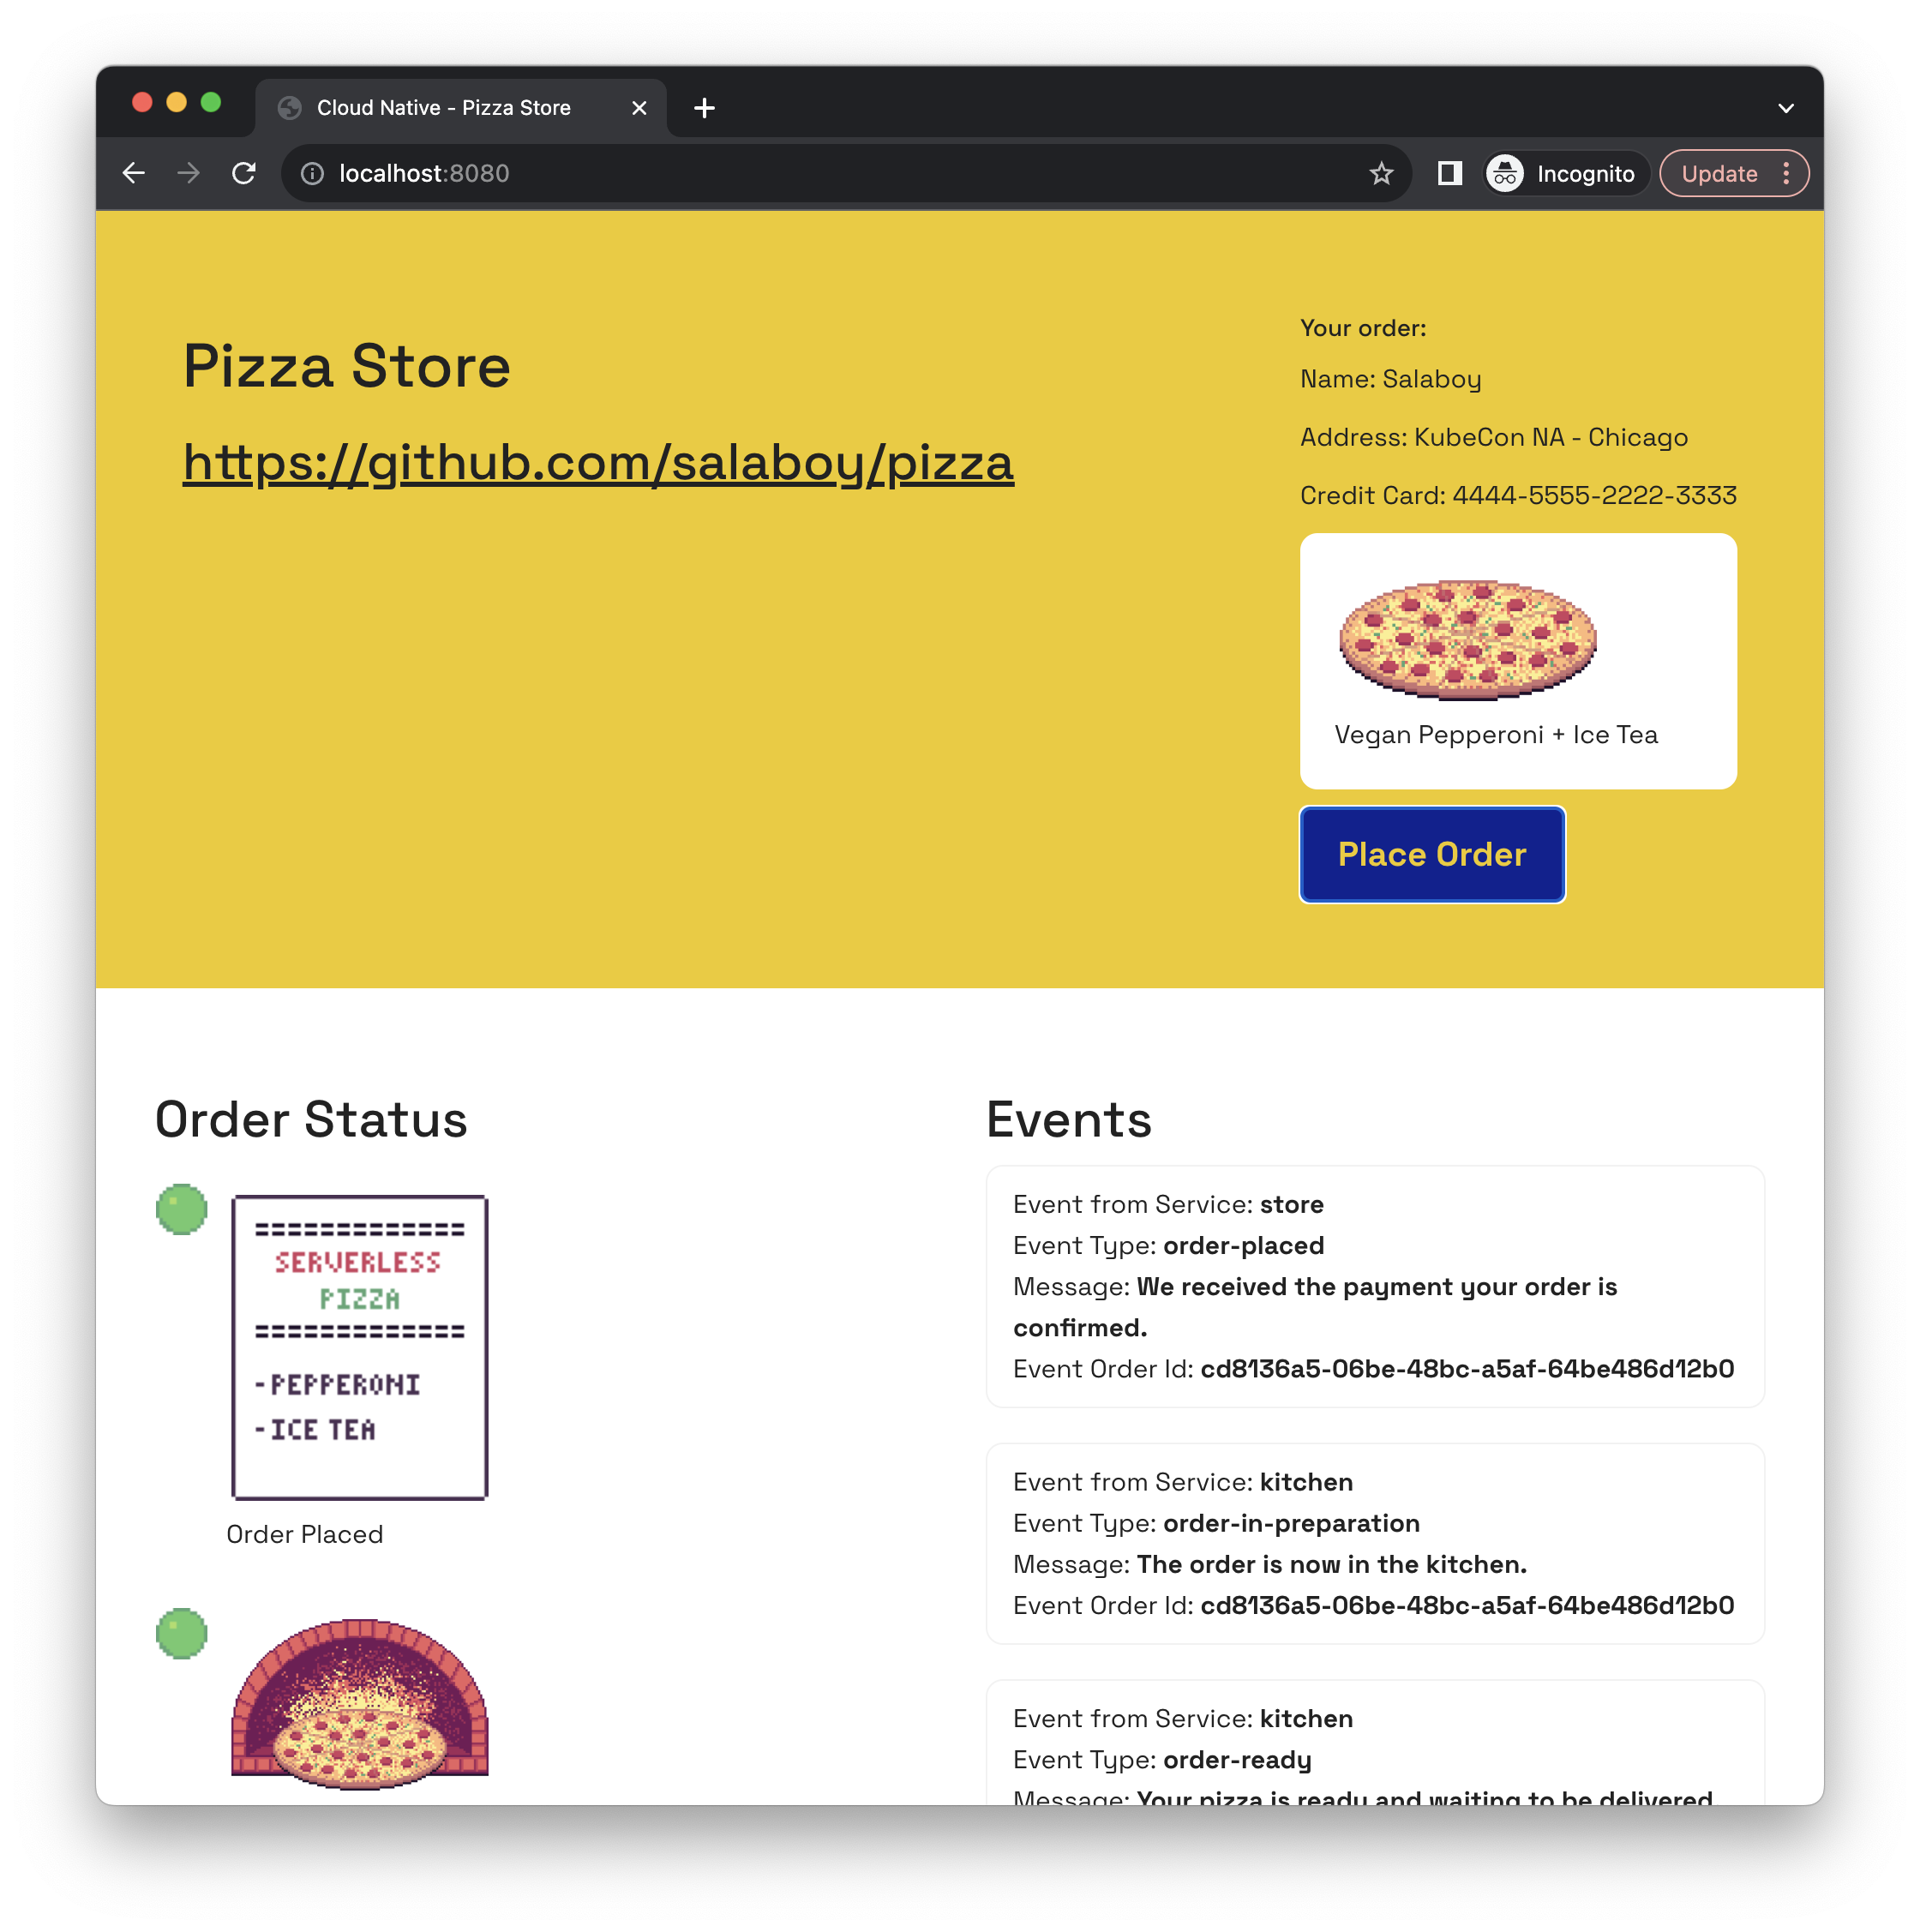 Cloud Native - Pizza Store
localhost:8080
Incognito
Update
Pizza Store
https://github.com/salaboy/pizza
Your order:
Name: Salaboy
Address: KubeCon NA - Chicago
Credit Card: 4444-5555-2222-3333
Vegan Pepperoni + Ice Tea
Place Order
Order Status
=============
SERVERLESS
PIZZA
=============
-PEPPERONI
-ICE TEA
Order Placed
Events
Event from Service: store
Event Type: order-placed
Message: We received the payment your order is
confirmed.
Event Order Id: cd8136a5-06be-48bc-a5af-64be486d12b0
Event from Service: kitchen
Event Type: order-in-preparation
Message: The order is now in the kitchen.
Event Order Id: cd8136a5-06be-48bc-a5af-64be486d12b0
Event from Service: kitchen
Event Type: order-ready
Message: Your pizza is ready and waiting to be delivered